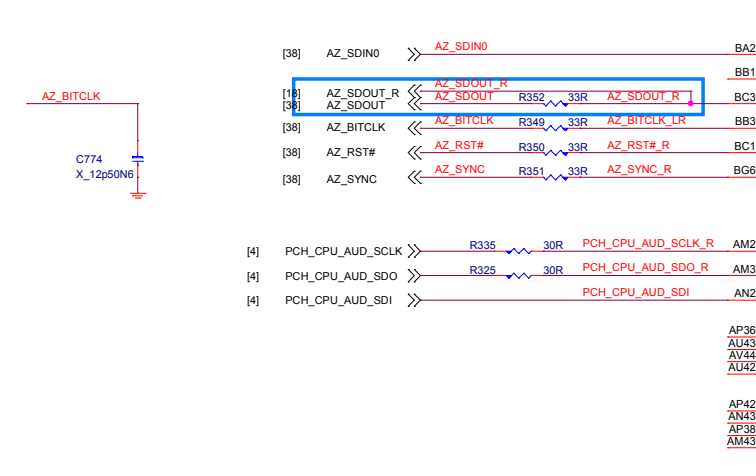 [38] AZ_SDIN0 AZ_SDIN0 BA2
BB1
AZ_SDOUT_R
[18] AZ_SDOUT_R
AZ_BITCLK
[38] AZ_SDOUT AZ_SDOUT R352 33R AZ_SDOUT_R BC3
[38] AZ_BITCLK AZ_BITCLK R349 33R AZ_BITCLK_LR BB3
[38] AZ_RST# AZ_RST# R350 33R AZ_RST#_R BC1
C774
X_12p50N6
[38] AZ_SYNC AZ_SYNC R351 33R AZ_SYNC_R BG6
[4] PCH_CPU_AUD_SCLK R335 30R PCH_CPU_AUD_SCLK_R AM2
[4] PCH_CPU_AUD_SDO R325 30R PCH_CPU_AUD_SDO_R AM3
[4] PCH_CPU_AUD_SDI PCH_CPU_AUD_SDI AN2
AP36
AU43
AV44
AU42
AP42
AN43
AP38
AM43